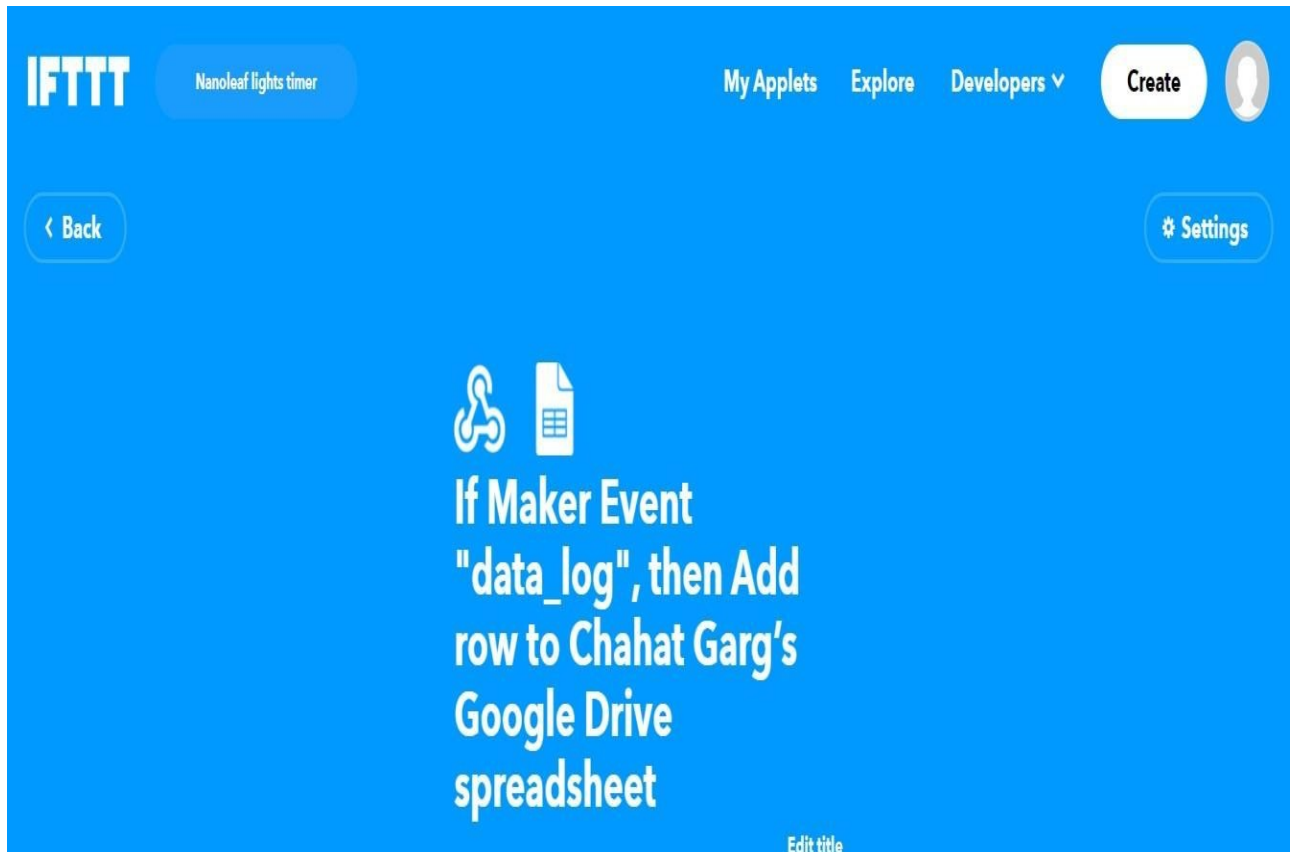 IFTTT Nanoleaf lights timer My Applets Explore Developers Create
Back Settings
If Maker Event
"data_log", then Add
row to Chahat Garg’s
Google Drive
spreadsheet
Edit title